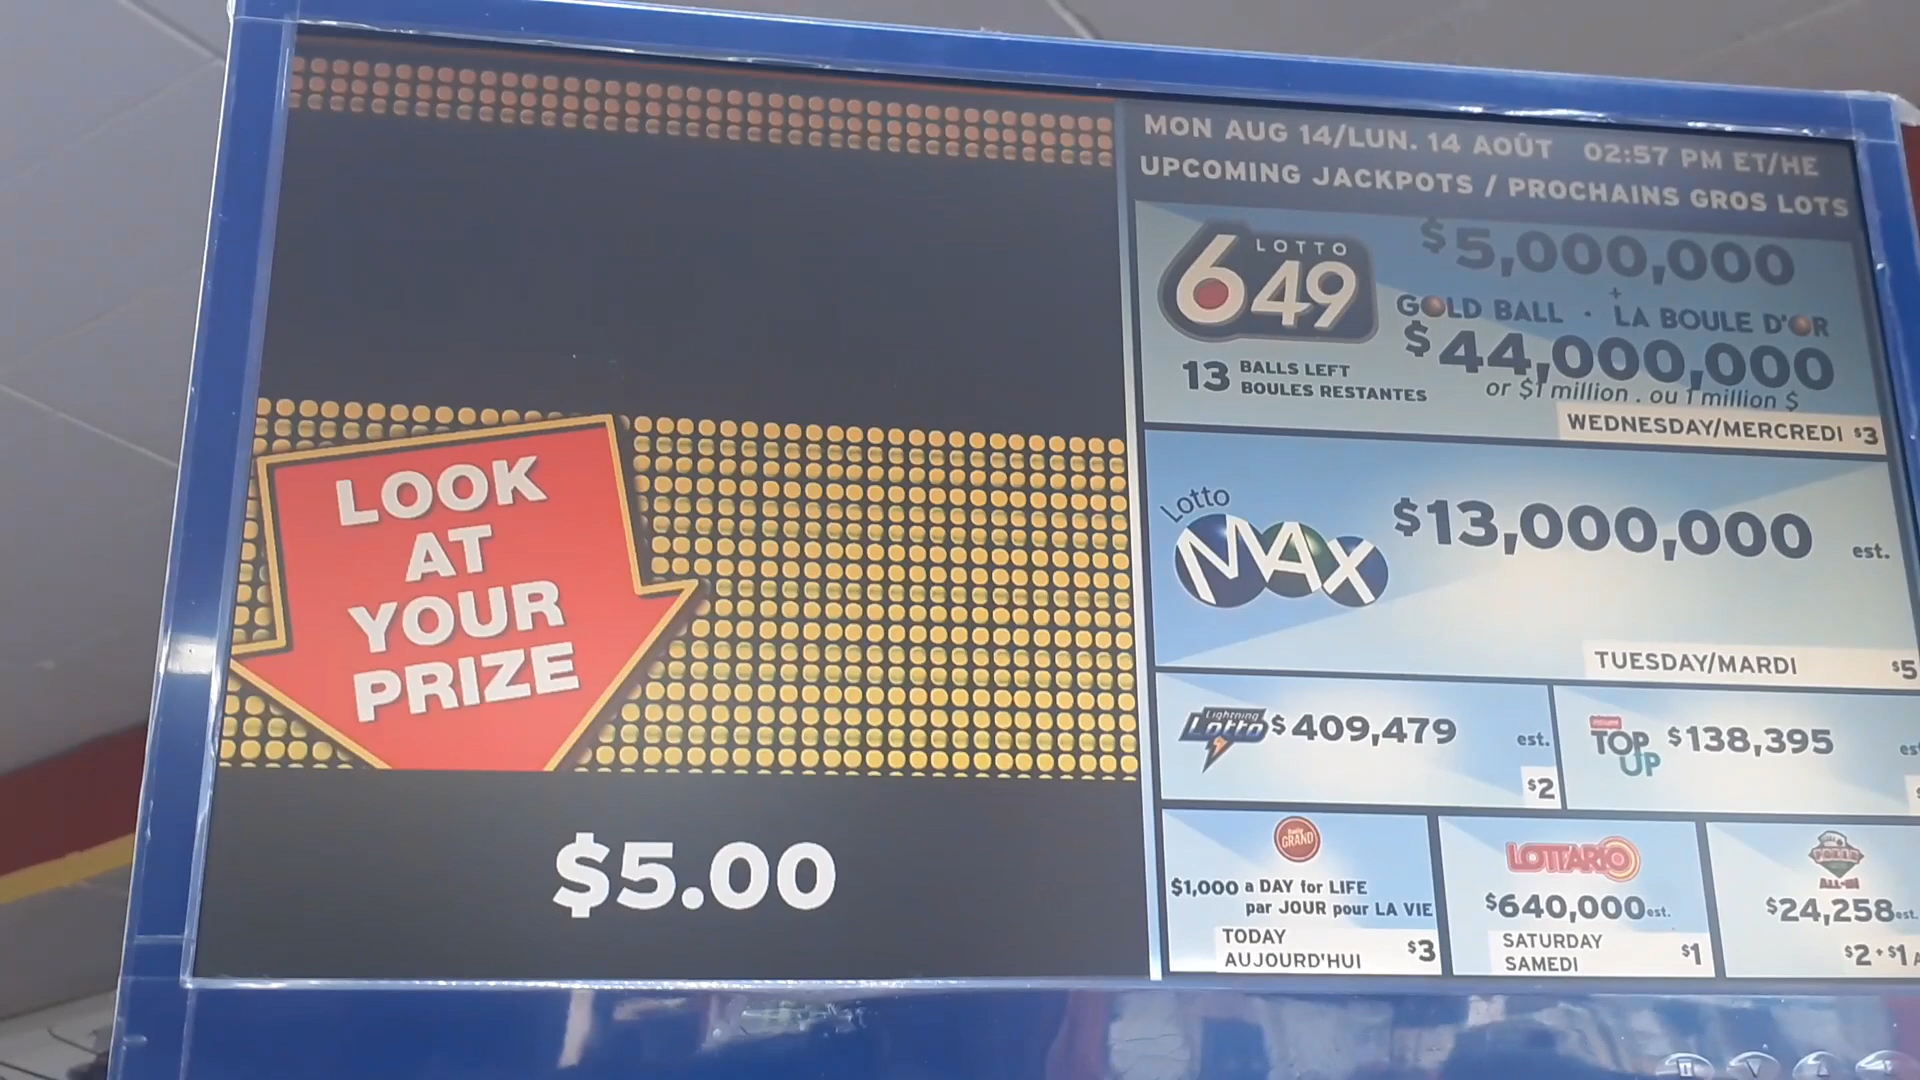 LOOK
AT
YOUR
PRIZE
$5.00
MON AUG 14/LUN. 14 AOÛT 02:57 PM ET/HE
UPCOMING JACKPOTS / PROCHAINS GROS LOTS
LOTTO
649
$5,000,000
+
GOLD BALL · LA BOULE D'OR
$44,000,000
or $1 million . ou 1 million $
13 BALLS LEFT
BOULES RESTANTES
WEDNESDAY/MERCREDI $3
Lotto
MAX
$13,000,000 est.
TUESDAY/MARDI $5
Lightning
Lotto
$409,479 est.
$2
TOP
UP
$138,395
Daily
GRAND
$1,000 a DAY for LIFE
par JOUR pour LA VIE
TODAY
AUJOURD'HUI
$3
LOTTARIO
$640,000 est.
SATURDAY
SAMEDI
$1
POKER
ALL-IN
$24,258 est.
$2+$1